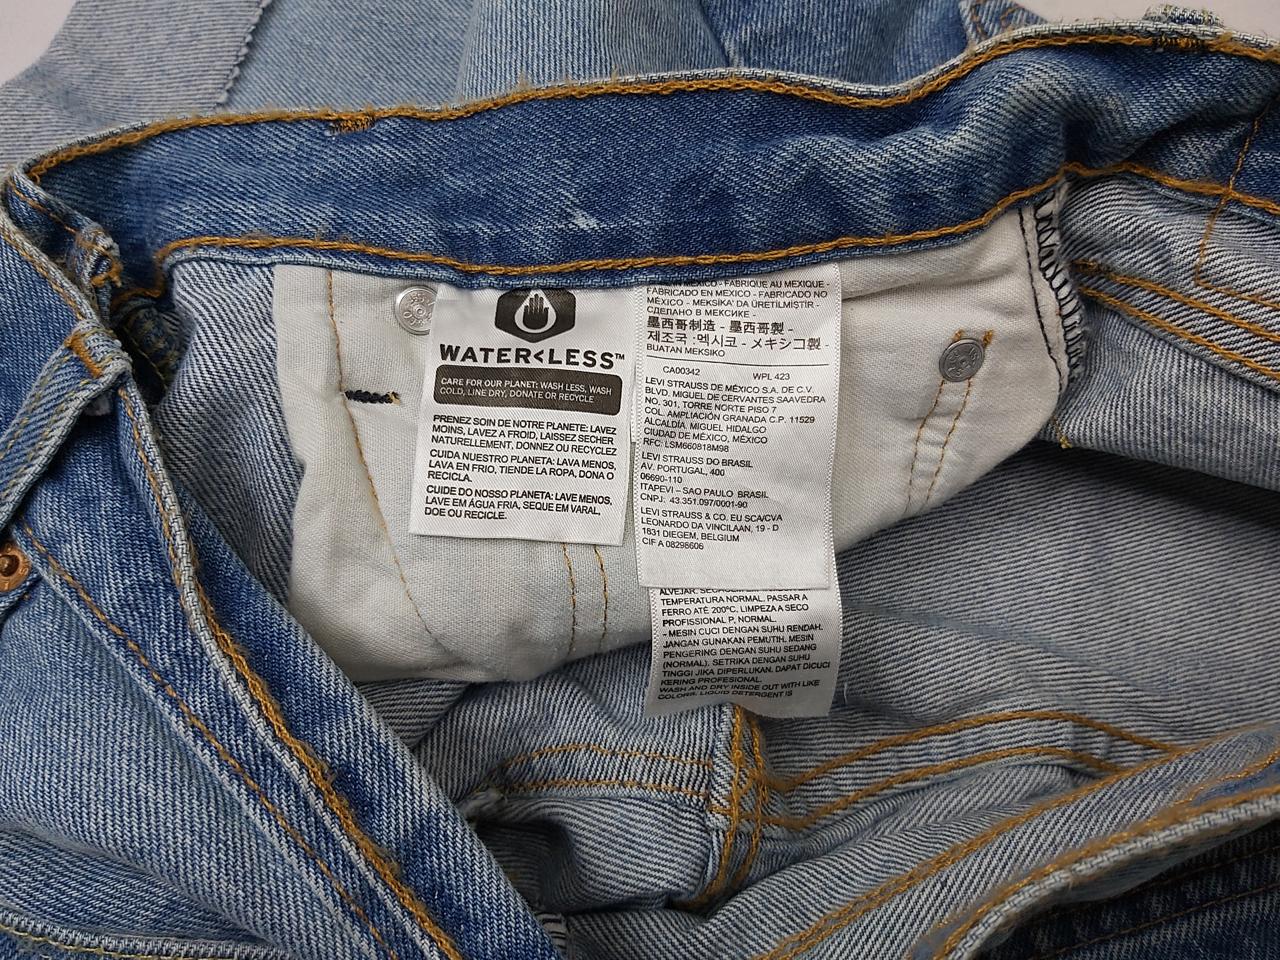 WATER<LESS™
CARE FOR OUR PLANET: WASH LESS, WASH
COLD, LINE DRY, DONATE OR RECYCLE
PRENEZ SOIN DE NOTRE PLANETE: LAVEZ
MOINS, LAVEZ A FROID, LAISSEZ SECHER
NATURELLEMENT, DONNEZ OU RECYCLEZ
CUIDA NUESTRO PLANETA: LAVA MENOS,
LAVA EN FRIO, TIENDE LA ROPA, DONA O
RECICLA.
CUIDE DO NOSSO PLANETA: LAVE MENOS,
LAVE EM ÁGUA FRIA, SEQUE EM VARAL,
DOE OU RECICLE.
MEXICO - FABRIQUE AU MEXIQUE -
FABRICADO EN MEXICO - FABRICADO NO
MÉXICO - MEKSİKA' DA ÜRETİLMİŞTİR -
СДЕЛАНО В МЕКСИКЕ -
墨西哥制造 - 墨西哥製 -
제조국 :멕시코 - メキシコ製 -
BUATAN MEKSIKO
CA00342 WPL 423
LEVI STRAUSS DE MÉXICO S.A. DE C.V.
BLVD. MIGUEL DE CERVANTES SAAVEDRA
NO. 301, TORRE NORTE PISO 7
COL. AMPLIACIÓN GRANADA C.P. 11529
ALCALDÍA. MIGUEL HIDALGO
CIUDAD DE MÉXICO, MÉXICO
RFC: LSM660818M98
LEVI STRAUSS DO BRASIL
AV. PORTUGAL, 400
06690-110
ITAPEVI – SAO PAULO BRASIL
CNPJ: 43.351.097/0001-90
LEVI STRAUSS & CO. EU SCA/CVA
LEONARDO DA VINCILAAN, 19 - D
1831 DIEGEM, BELGIUM
CIF A 08298606
ALVEJAR.
TEMPERATURA NORMAL. PASSAR A
FERRO ATÉ 200ºC. LIMPEZA A SECO
PROFISSIONAL P, NORMAL.
- MESIN CUCI DENGAN SUHU RENDAH.
JANGAN GUNAKAN PEMUTIH. MESIN
PENGERING DENGAN SUHU SEDANG
(NORMAL). SETRIKA DENGAN SUHU
TINGGI JIKA DIPERLUKAN. DAPAT DICUCI
KERING PROFESIONAL.
WASH AND DRY INSIDE OUT WITH LIKE
COLORS. LIQUID DETERGENT IS